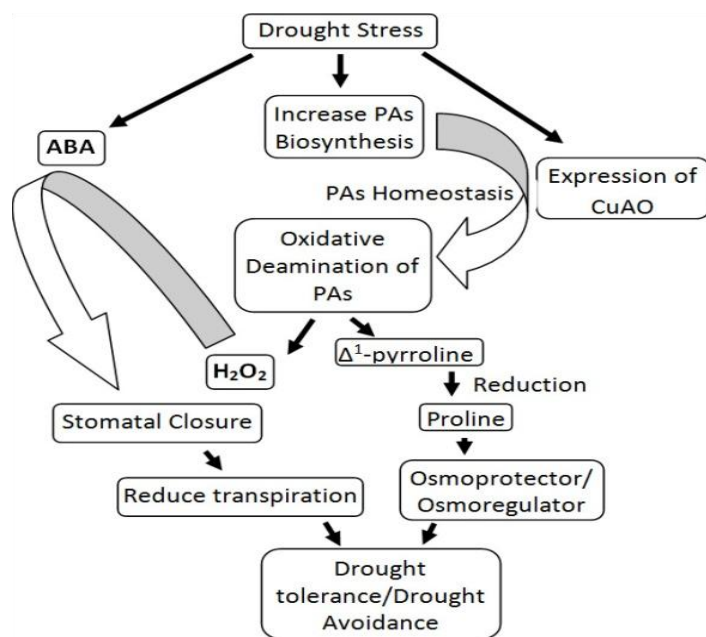 Drought Stress
Increase PAs
Biosynthesis
ABA
Expression of
CuAO
PAs Homeostasis
Oxidative
Deamination of
PAs
Δ¹-pyrroline
H₂O₂
Reduction
Stomatal Closure
Proline
Reduce transpiration
Osmoprotector/
Osmoregulator
Drought
tolerance/Drought
Avoidance